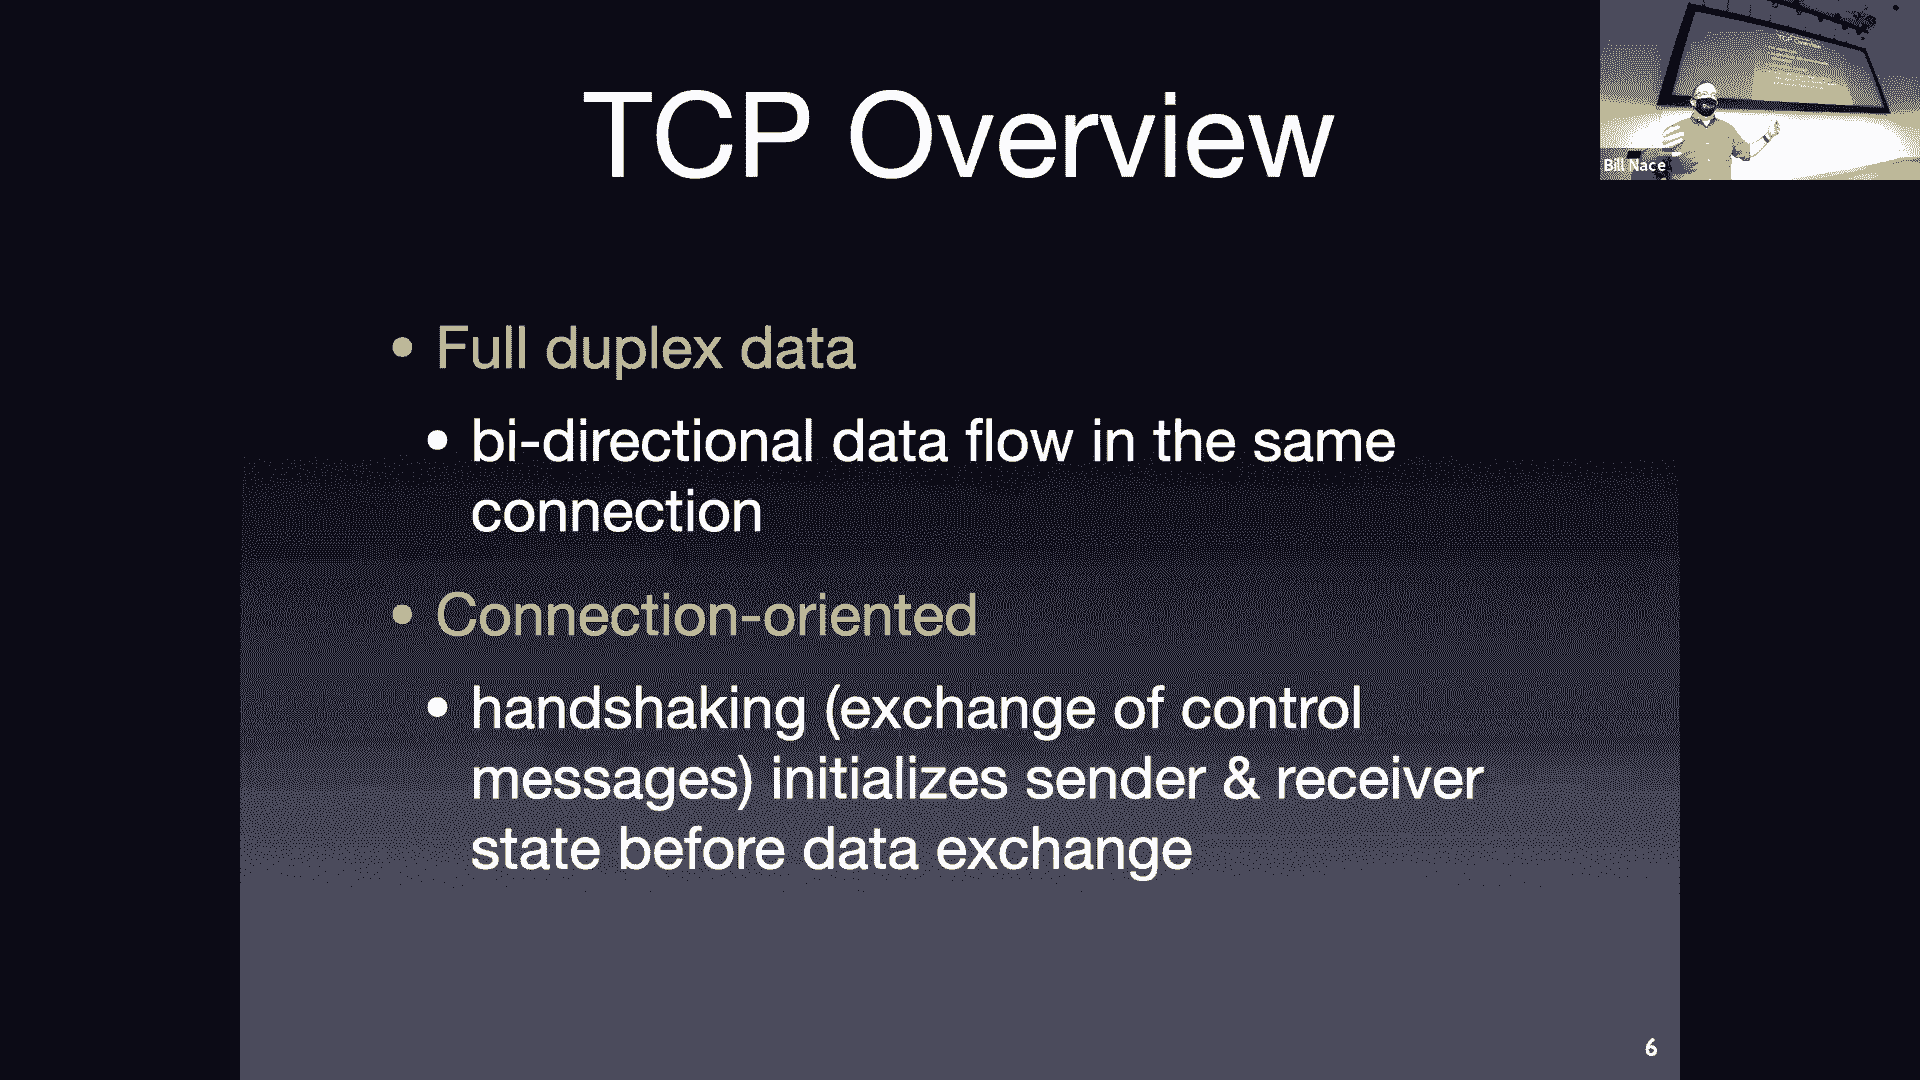 TCP Overview
Bill Nace
• Full duplex data
• bi-directional data flow in the same
connection
• Connection-oriented
• handshaking (exchange of control
messages) initializes sender & receiver
state before data exchange
6